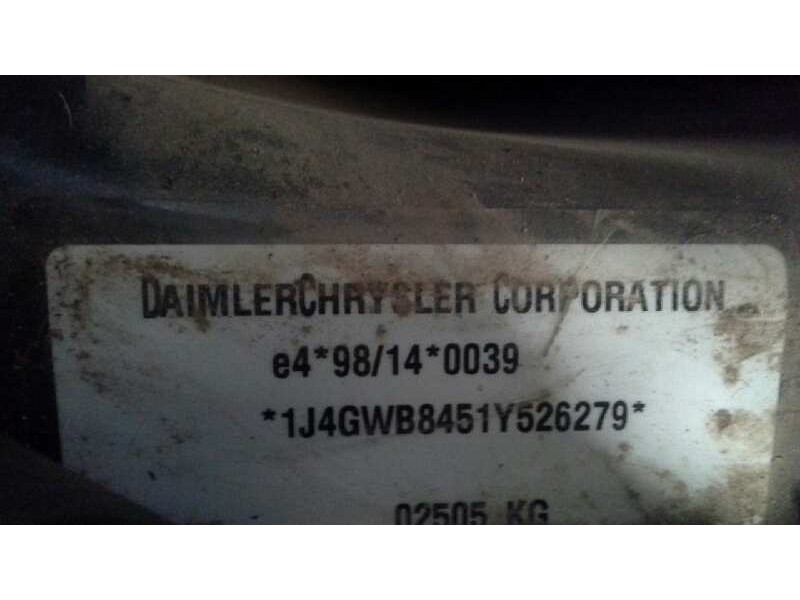 DAIMLERCHRYSLER CORPORATION
e4*98/14*0039
*1J4GWB8451Y526279*
02505 KG